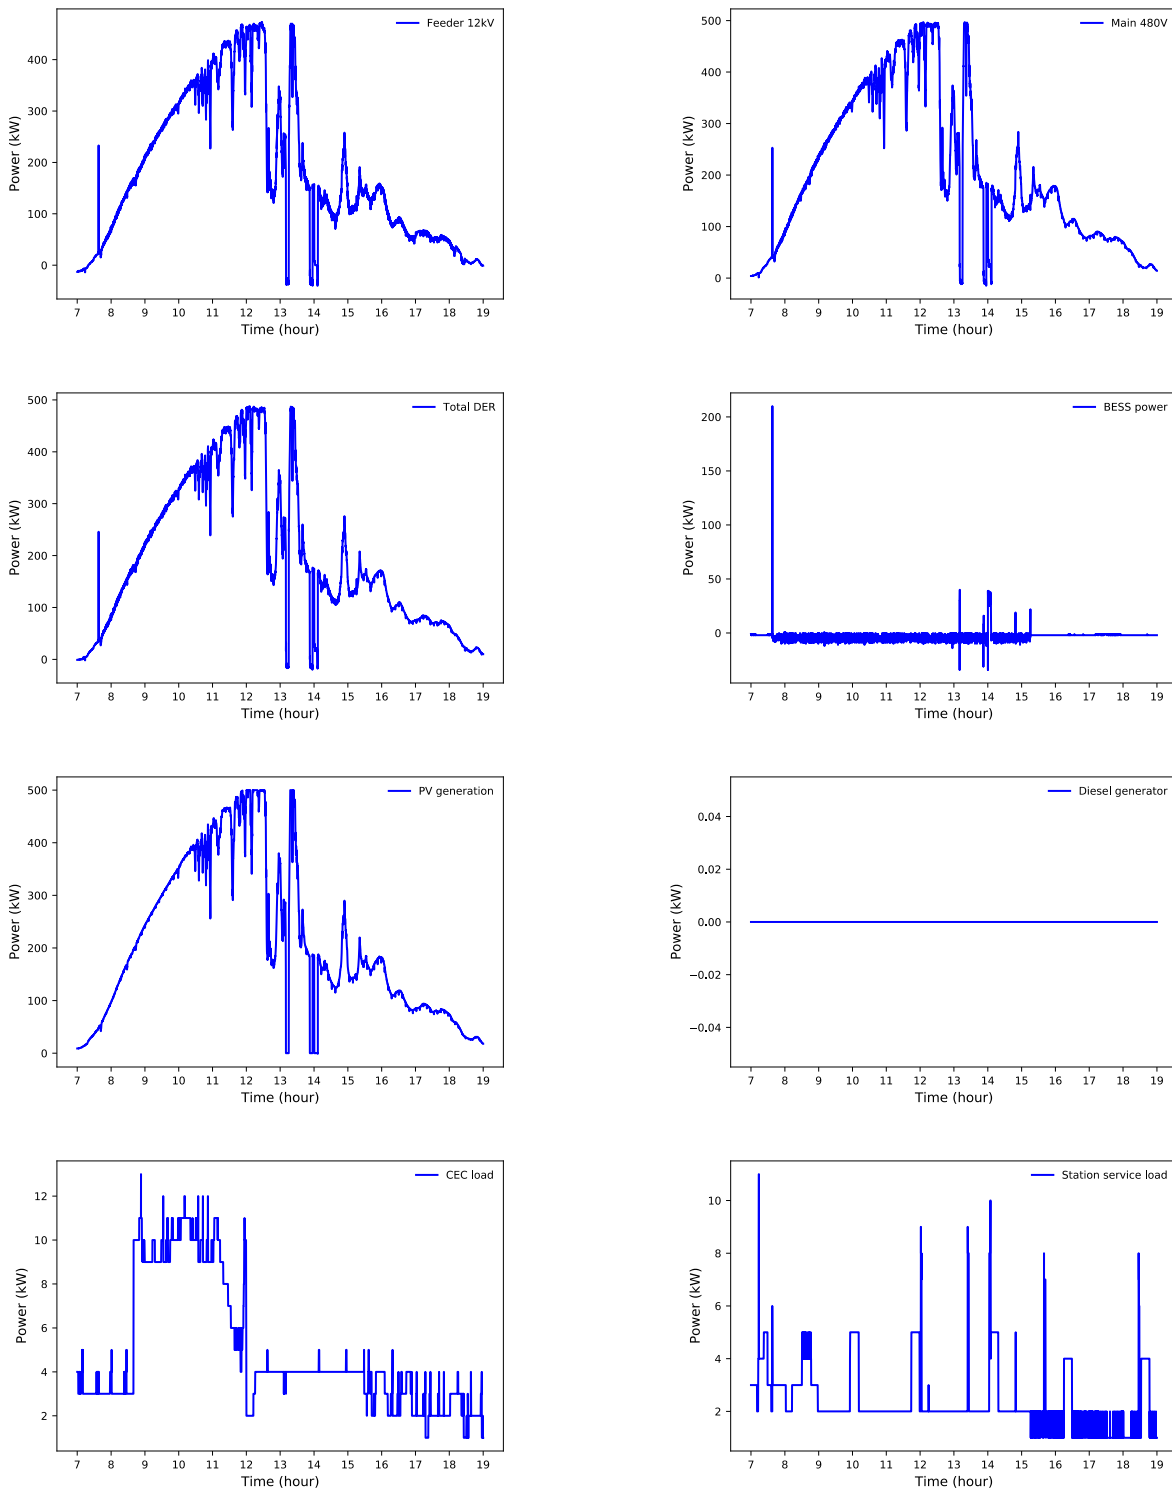 Feeder 12kV
Power (kW)
400
300
200
100
0
7 8 9 10 11 12 13 14 15 16 17 18 19
Time (hour)
Main 480V
Power (kW)
500
400
300
200
100
0
7 8 9 10 11 12 13 14 15 16 17 18 19
Time (hour)
Total DER
Power (kW)
500
400
300
200
100
0
7 8 9 10 11 12 13 14 15 16 17 18 19
Time (hour)
BESS power
Power (kW)
200
150
100
50
0
7 8 9 10 11 12 13 14 15 16 17 18 19
Time (hour)
PV generation
Power (kW)
500
400
300
200
100
0
7 8 9 10 11 12 13 14 15 16 17 18 19
Time (hour)
Diesel generator
Power (kW)
0.04
0.02
0.00
−0.02
−0.04
7 8 9 10 11 12 13 14 15 16 17 18 19
Time (hour)
CEC load
Power (kW)
12
10
8
6
4
2
7 8 9 10 11 12 13 14 15 16 17 18 19
Time (hour)
Station service load
Power (kW)
10
8
6
4
2
7 8 9 10 11 12 13 14 15 16 17 18 19
Time (hour)